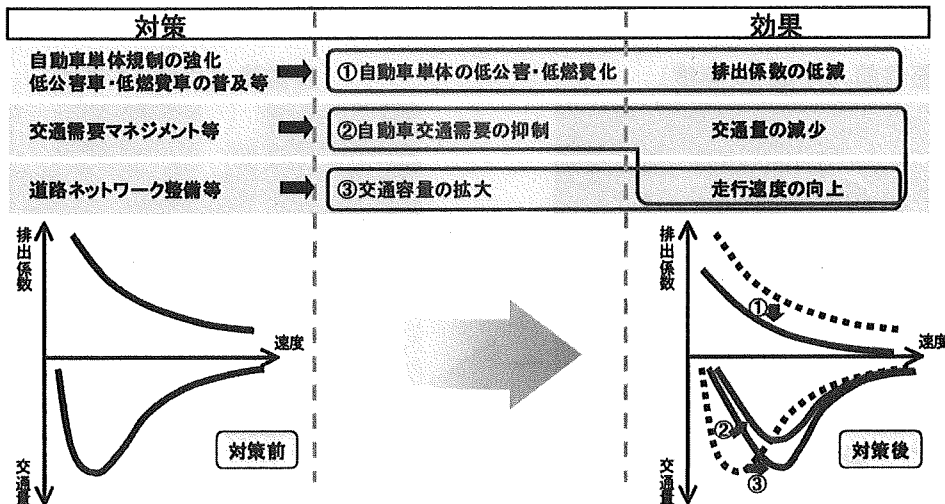 対策
効果
自動車単体規制の強化
低公害車・低燃費車の普及等
①自動車単体の低公害・低燃費化
排出係数の低減
交通需要マネジメント等
②自動車交通需要の抑制
交通量の減少
道路ネットワーク整備等
③交通容量の拡大
走行速度の向上
排出係数
速度
交通量
対策前
排出係数
①
速度
②
③
交通量
対策後